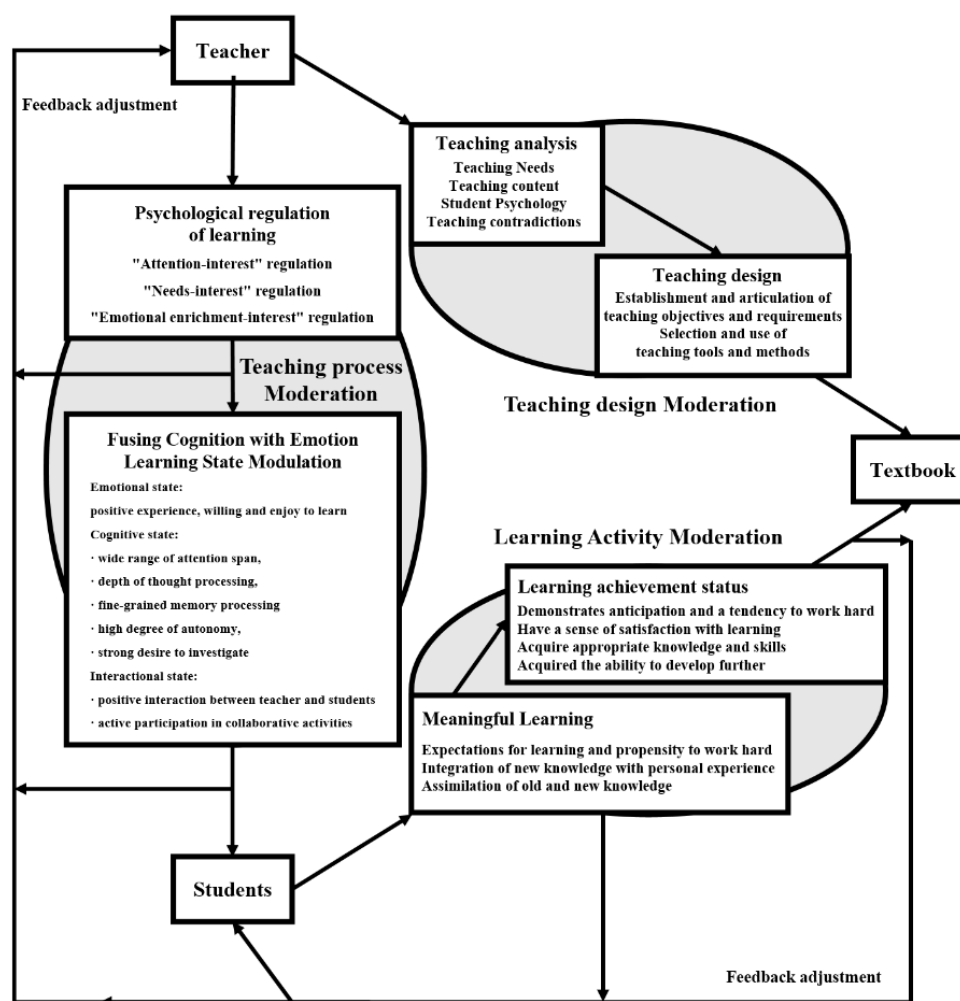 Teacher
Feedback adjustment
Teaching analysis
Teaching Needs
Teaching content
Student Psychology
Teaching contradictions
Psychological regulation
of learning
"Attention-interest" regulation
"Needs-interest" regulation
"Emotional enrichment-interest" regulation
Teaching design
Establishment and articulation of
teaching objectives and requirements
Selection and use of
teaching tools and methods
Teaching process
Moderation
Teaching design Moderation
Fusing Cognition with Emotion
Learning State Modulation
Emotional state:
positive experience, willing and enjoy to learn
Cognitive state:
· wide range of attention span,
· depth of thought processing,
· fine-grained memory processing
· high degree of autonomy,
· strong desire to investigate
Interactional state:
· positive interaction between teacher and students
· active participation in collaborative activities
Textbook
Learning Activity Moderation
Learning achievement status
Demonstrates anticipation and a tendency to work hard
Have a sense of satisfaction with learning
Acquire appropriate knowledge and skills
Acquired the ability to develop further
Meaningful Learning
Expectations for learning and propensity to work hard
Integration of new knowledge with personal experience
Assimilation of old and new knowledge
Students
Feedback adjustment